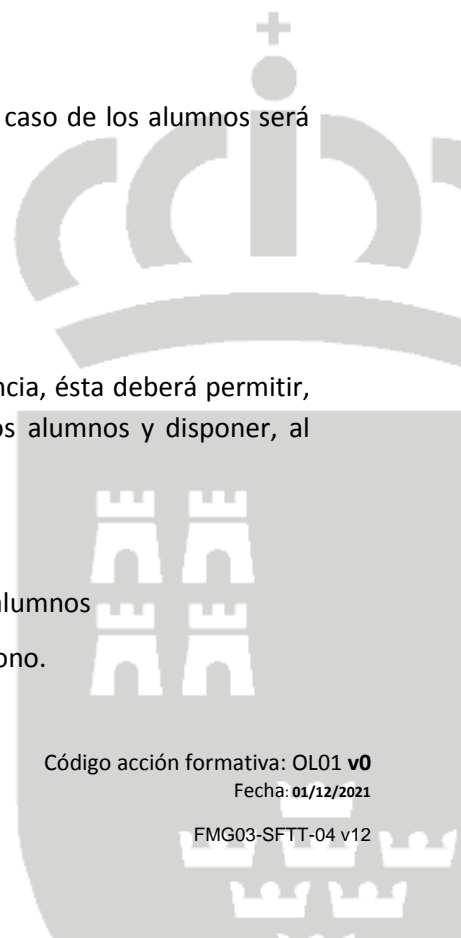 caso de los alumnos será
ncia, ésta deberá permitir,
os alumnos y disponer, al
alumnos
ono.
Código acción formativa: OL01 v0
Fecha: 01/12/2021
FMG03-SFTT-04 v12